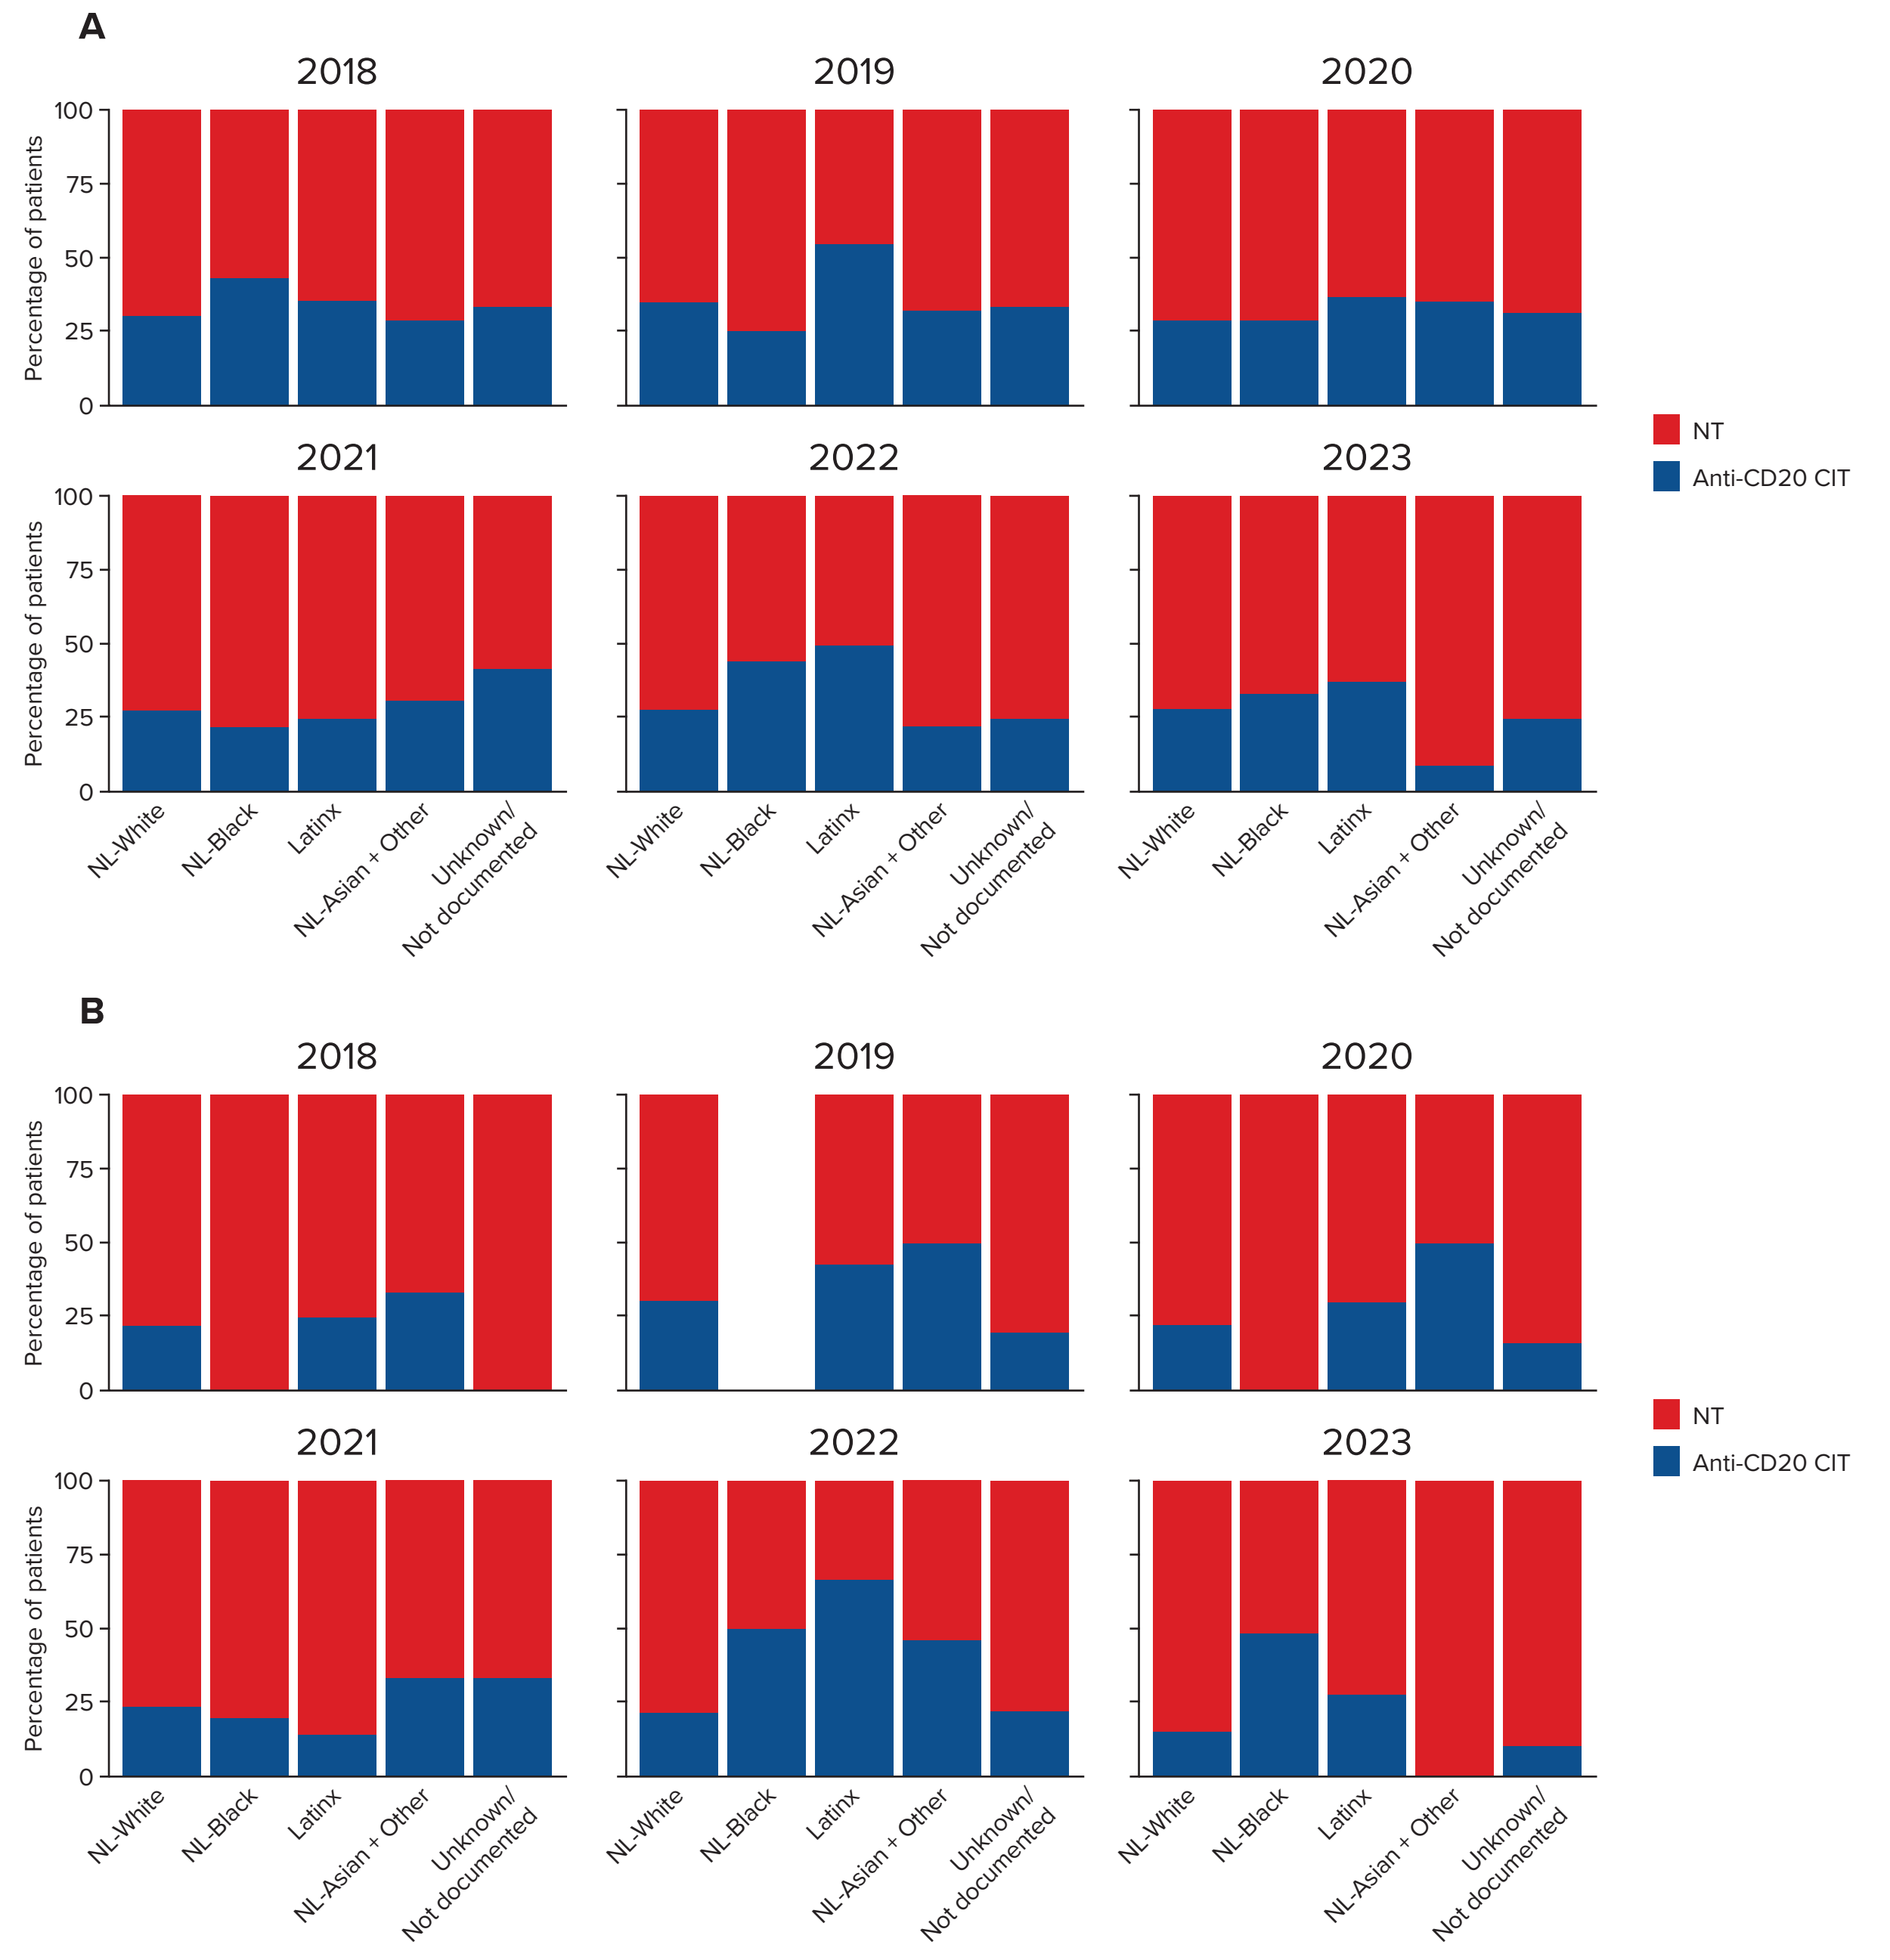 A
2018
2019
2020
Percentage of patients
100
75
50
25
0
NT
Anti-CD20 CIT
2021
2022
2023
Percentage of patients
100
75
50
25
0
NL-White
NL-Black
Latinx
NL-Asian + Other
Unknown/
Not documented
NL-White
NL-Black
Latinx
NL-Asian + Other
Unknown/
Not documented
NL-White
NL-Black
Latinx
NL-Asian + Other
Unknown/
Not documented
B
2018
2019
2020
Percentage of patients
100
75
50
25
0
NT
Anti-CD20 CIT
2021
2022
2023
Percentage of patients
100
75
50
25
0
NL-White
NL-Black
Latinx
NL-Asian + Other
Unknown/
Not documented
NL-White
NL-Black
Latinx
NL-Asian + Other
Unknown/
Not documented
NL-White
NL-Black
Latinx
NL-Asian + Other
Unknown/
Not documented